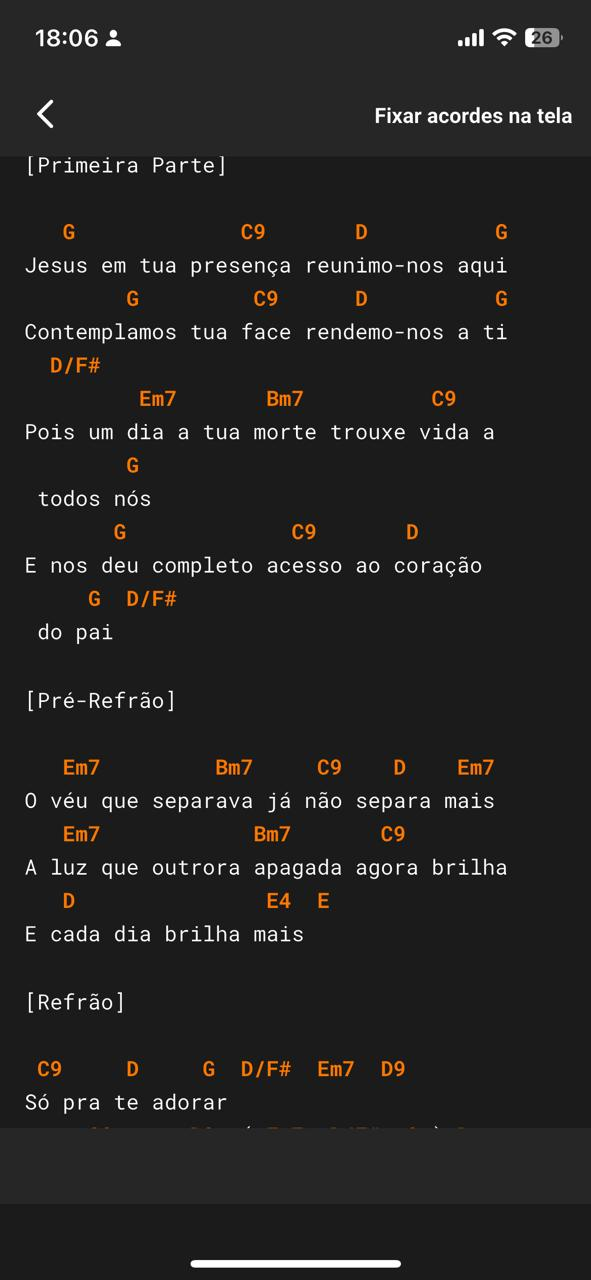 18:06
26
Fixar acordes na tela
[Primeira Parte]
G C9 D G
Jesus em tua presença reunimo-nos aqui
G C9 D G
Contemplamos tua face rendemo-nos a ti
D/F#
Em7 Bm7 C9
Pois um dia a tua morte trouxe vida a
G
todos nós
G C9 D
E nos deu completo acesso ao coração
G D/F#
do pai
[Pré-Refrão]
Em7 Bm7 C9 D Em7
O véu que separava já não separa mais
Em7 Bm7 C9
A luz que outrora apagada agora brilha
D E4 E
E cada dia brilha mais
[Refrão]
C9 D G D/F# Em7 D9
Só pra te adorar